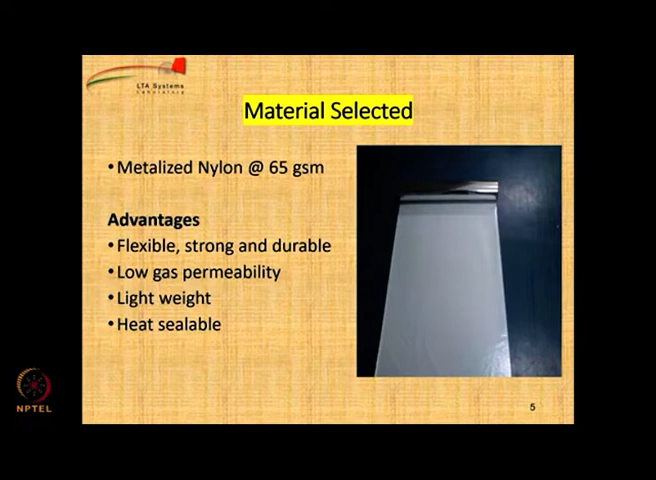 LTA Systems
Laboratory
Material Selected
•Metalized Nylon @ 65 gsm
Advantages
•Flexible, strong and durable
•Low gas permeability
•Light weight
•Heat sealable
NPTEL
5